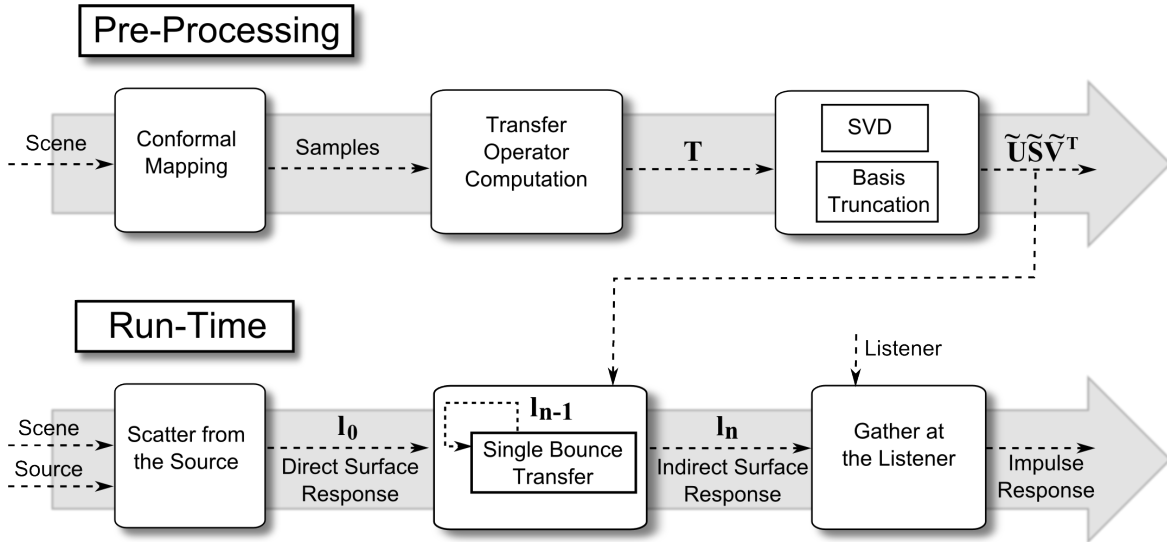 Pre-Processing
Scene
Conformal
Mapping
Samples
Transfer
Operator
Computation
T
SVD
Basis
Truncation
ŨS̃Ṽᵀ
Run-Time
Scene
Source
Scatter from
the Source
l₀
Direct Surface
Response
lₙ₋₁
Single Bounce
Transfer
lₙ
Indirect Surface
Response
Listener
Gather at
the Listener
Impulse
Response